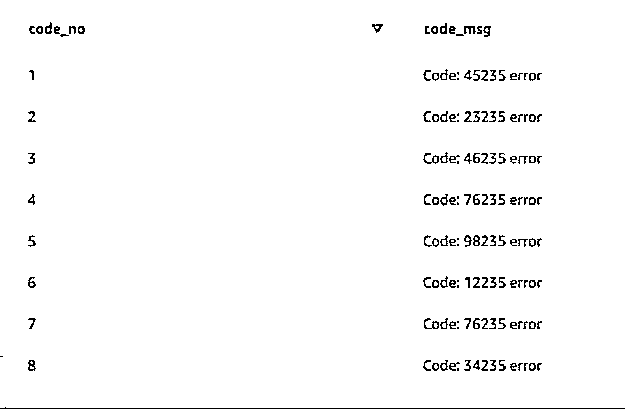 code_no code_msg
1 Code: 45235 error
2 Code: 23235 error
3 Code: 46235 error
4 Code: 76235 error
5 Code: 98235 error
6 Code: 12235 error
7 Code: 76235 error
8 Code: 34235 error